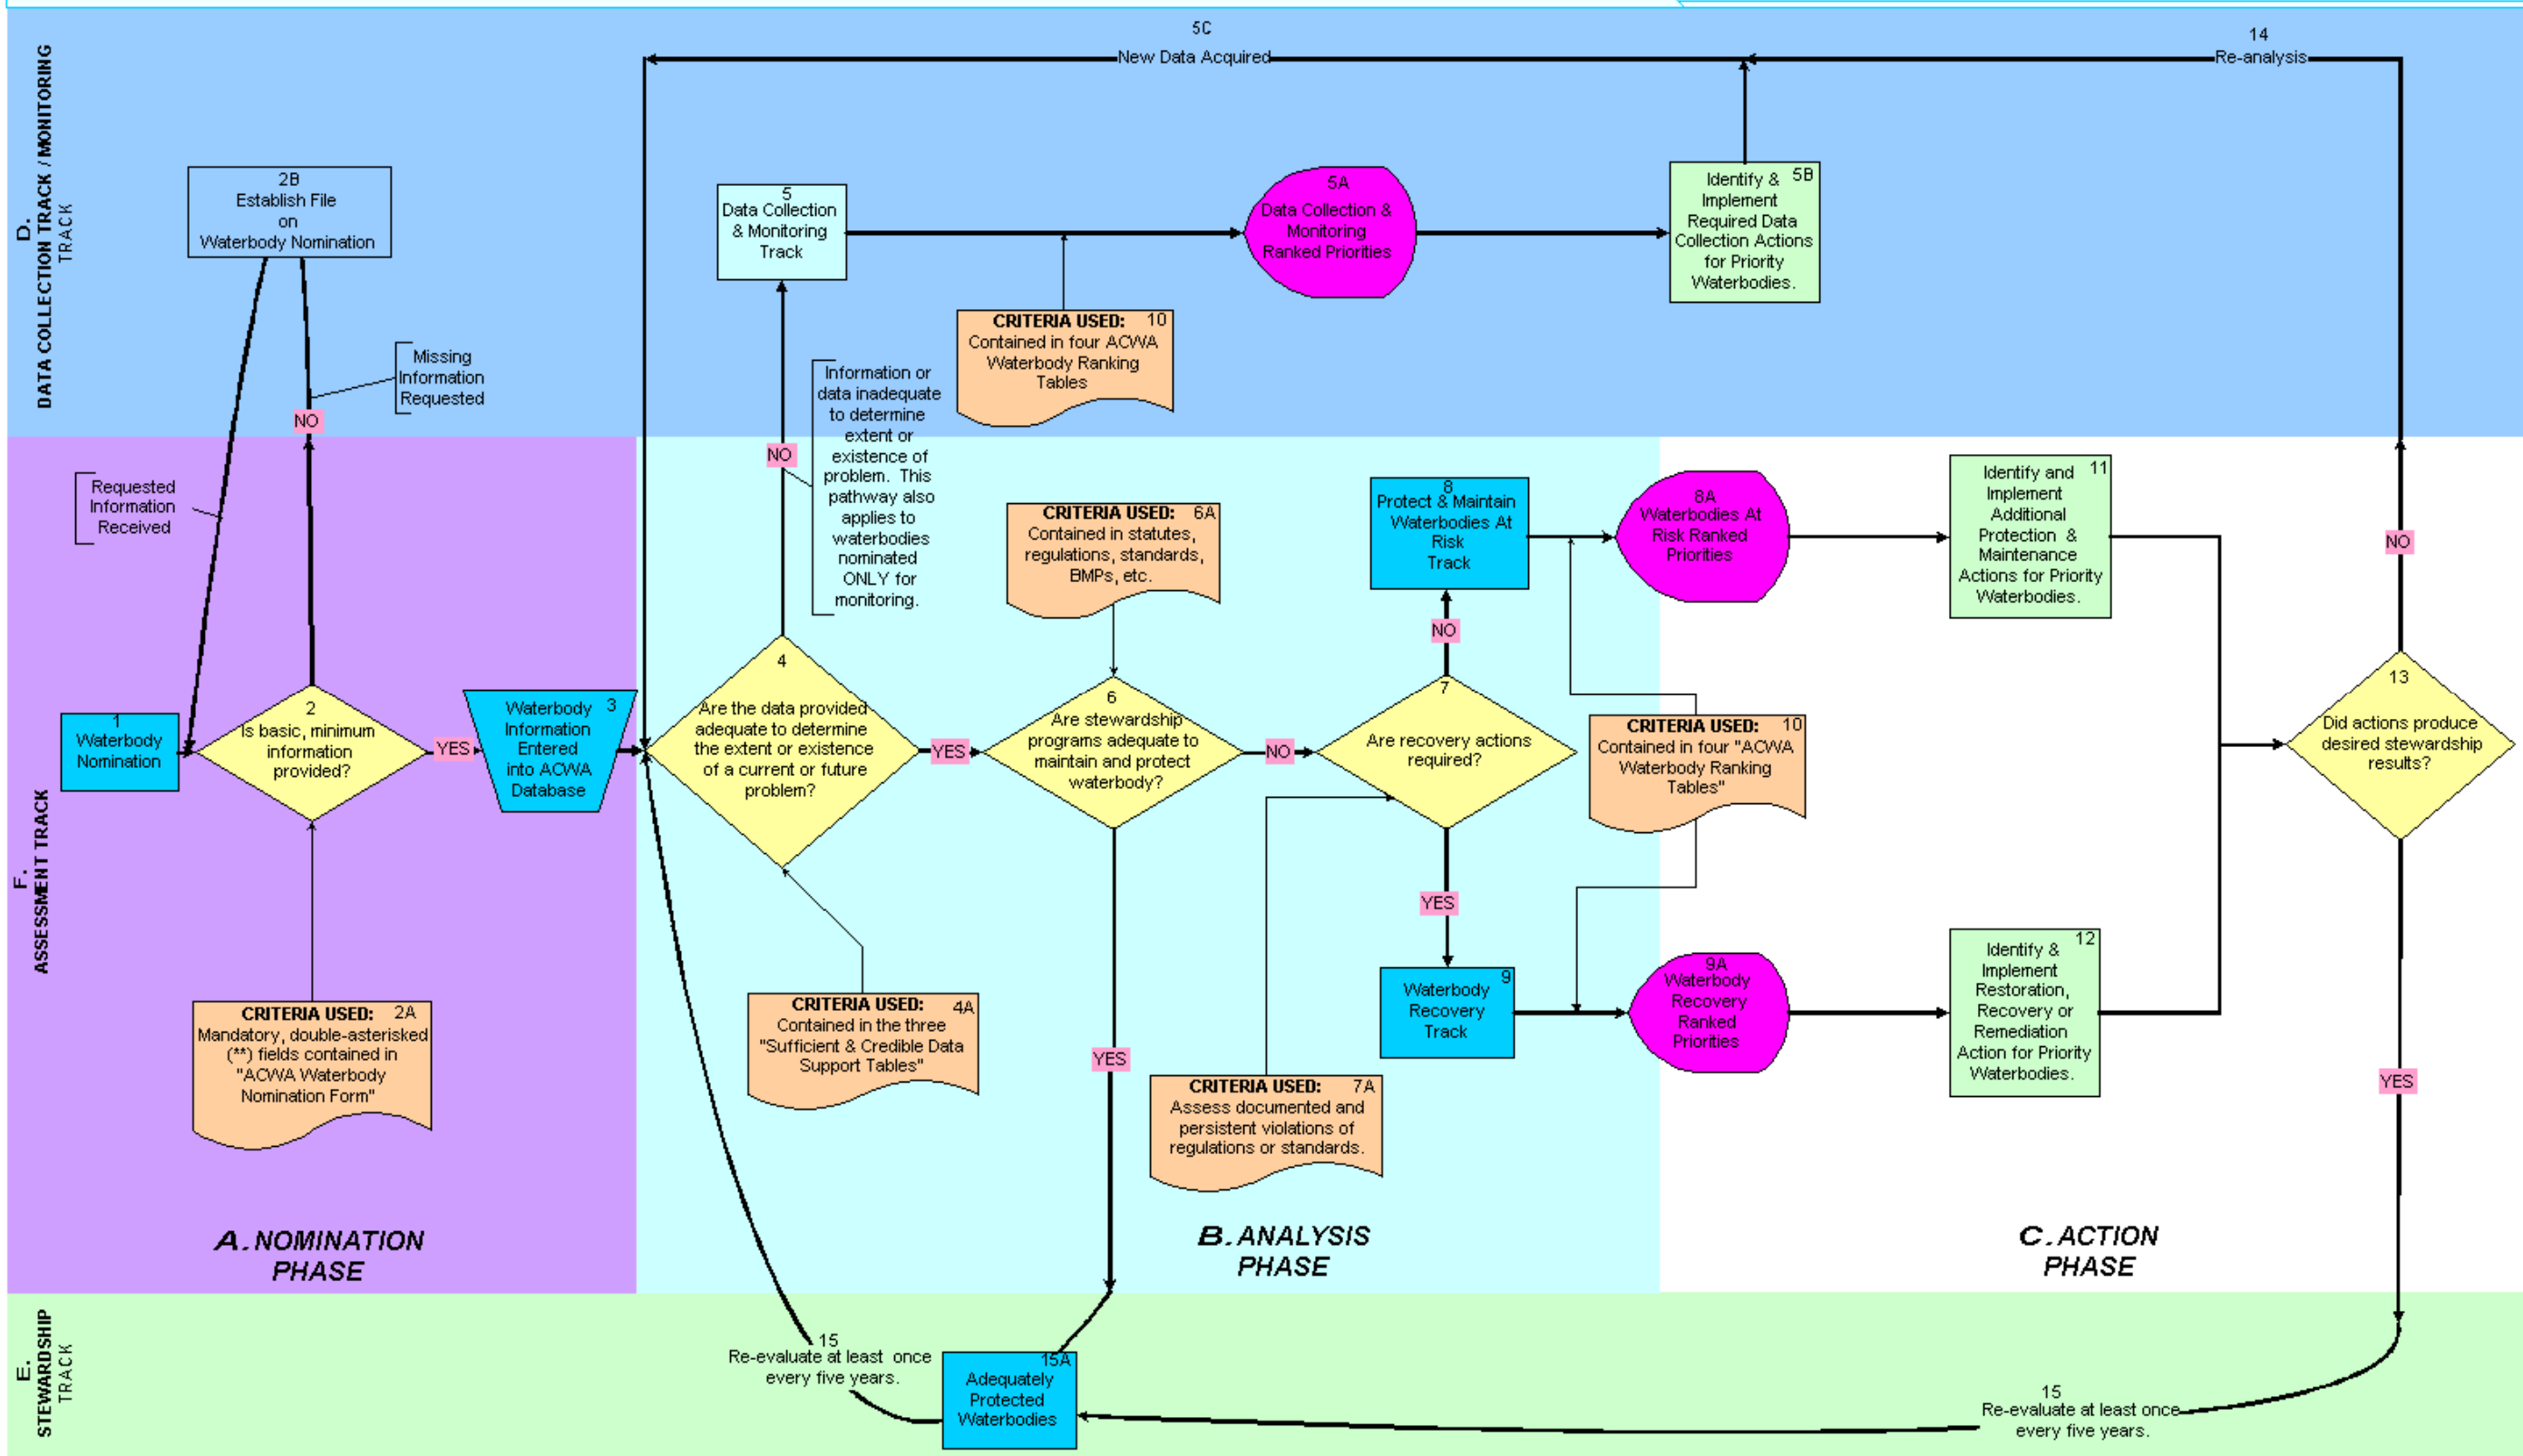 D.
DATA COLLECTION TRACK / MONITORING
TRACK
5C
New Data Acquired
14
Re-analysis
2B
Establish File
on
Waterbody Nomination
5
Data Collection
& Monitoring
Track
5A
Data Collection &
Monitoring
Ranked Priorities
Identify & 5B
Implement
Required Data
Collection Actions
for Priority
Waterbodies.
CRITERIA USED: 10
Contained in four ACWA
Waterbody Ranking
Tables
Missing
Information
Requested
NO
Information or
data inadequate
to determine
extent or
existence of
problem. This
pathway also
applies to
waterbodies
nominated
ONLY for
monitoring.
NO
F.
ASSESSMENT TRACK
Requested
Information
Received
1
Waterbody
Nomination
2
Is basic, minimum
information
provided?
YES
Waterbody 3
Information
Entered
into ACWA
Database
CRITERIA USED: 2A
Mandatory, double-asterisked
(**) fields contained in
"ACWA Waterbody
Nomination Form"
A. NOMINATION
PHASE
4
Are the data provided
adequate to determine
the extent or existence
of a current or future
problem?
YES
CRITERIA USED: 4A
Contained in the three
"Sufficient & Credible Data
Support Tables"
CRITERIA USED: 6A
Contained in statutes,
regulations, standards,
BMPs, etc.
6
Are stewardship
programs adequate to
maintain and protect
waterbody?
NO
YES
7
Are recovery actions
required?
NO
YES
CRITERIA USED: 7A
Assess documented and
persistent violations of
regulations or standards.
8
Protect & Maintain
Waterbodies At
Risk
Track
8A
Waterbodies At
Risk Ranked
Priorities
CRITERIA USED: 10
Contained in four "ACWA
Waterbody Ranking
Tables"
9
Waterbody
Recovery
Track
9A
Waterbody
Recovery
Ranked
Priorities
B. ANALYSIS
PHASE
Identify and 11
Implement
Additional
Protection &
Maintenance
Actions for Priority
Waterbodies.
12
Identify &
Implement
Restoration,
Recovery or
Remediation
Action for Priority
Waterbodies.
13
Did actions produce
desired stewardship
results?
NO
YES
C. ACTION
PHASE
E.
STEWARDSHIP
TRACK
15
Re-evaluate at least once
every five years.
15A
Adequately
Protected
Waterbodies
15
Re-evaluate at least once
every five years.